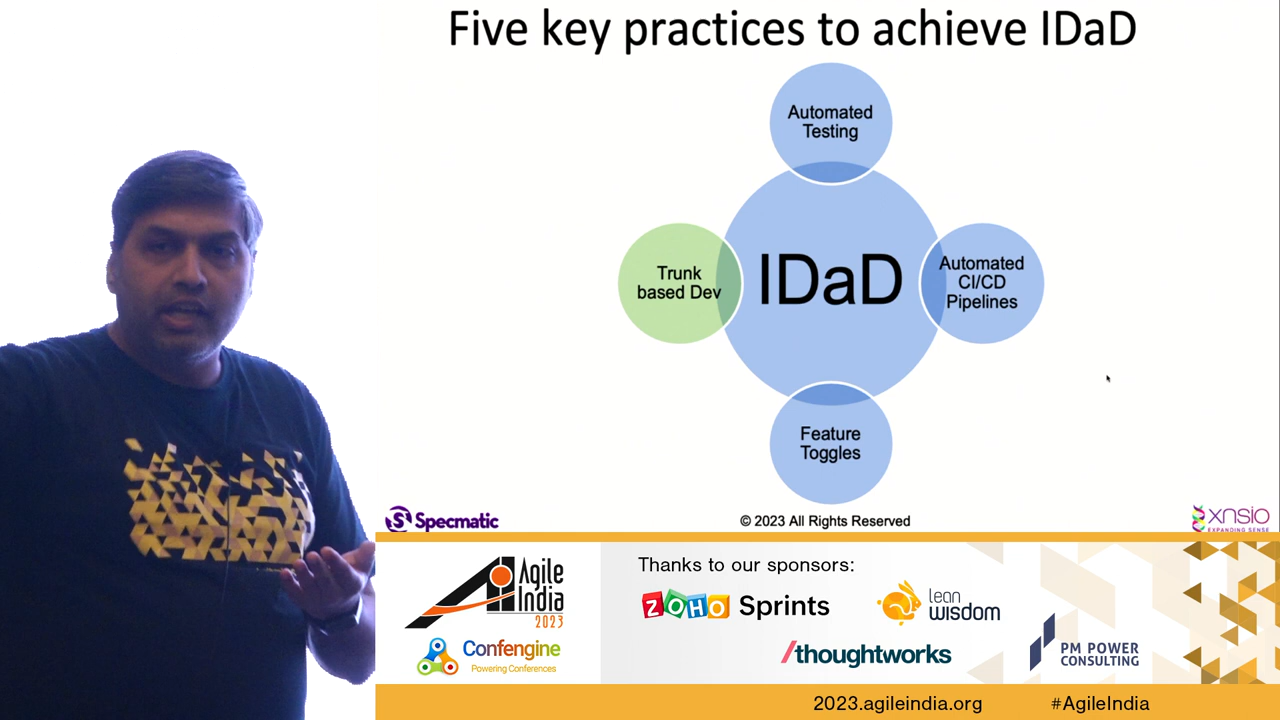 Five key practices to achieve IDaD
Automated
Testing
Trunk
based Dev
IDaD
Automated
CI/CD
Pipelines
Feature
Toggles
Specmatic
© 2023 All Rights Reserved
xnsio
EXPANDING SENSE
Agile
India
2023
Confengine
Powering Conferences
Thanks to our sponsors:
ZOHO Sprints
lean
wisdom
/thoughtworks
PM POWER
CONSULTING
2023.agileindia.org
#AgileIndia